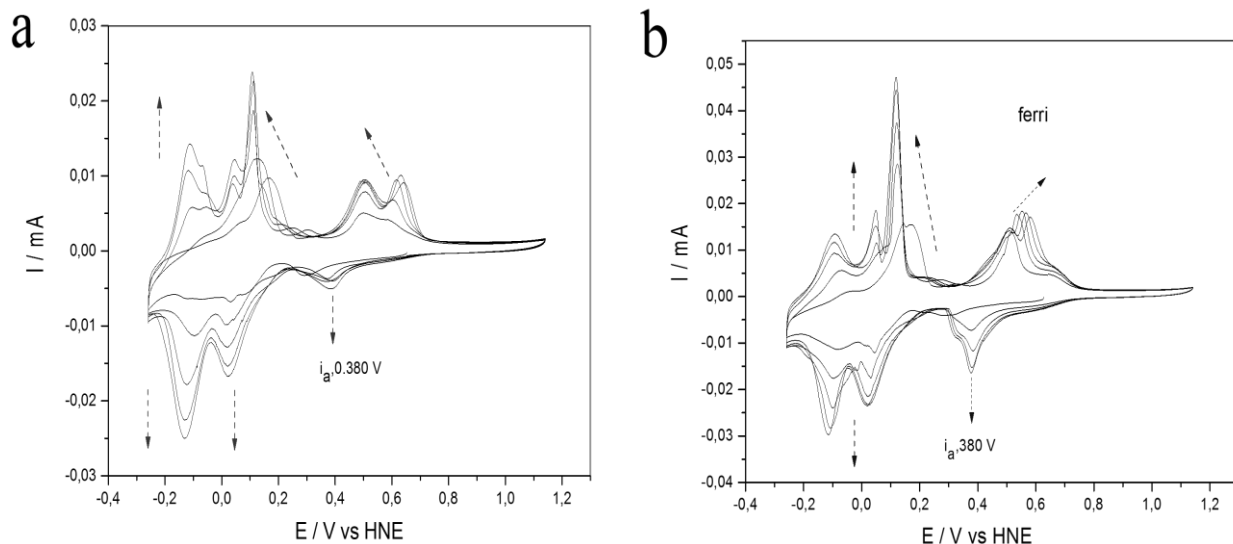 a
0,03
0,02
0,01
0,00
-0,01
-0,02
-0,03
I / mA
i_a,0.380 V
-0,4 -0,2 0,0 0,2 0,4 0,6 0,8 1,0 1,2
E / V vs HNE
b
0,05
0,04
0,03
0,02
0,01
0,00
-0,01
-0,02
-0,03
-0,04
I / mA
ferri
i_a,380 V
-0,4 -0,2 0,0 0,2 0,4 0,6 0,8 1,0 1,2
E / V vs HNE